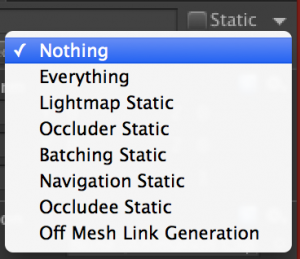 Static
Nothing
Everything
Lightmap Static
Occluder Static
Batching Static
Navigation Static
Occludee Static
Off Mesh Link Generation